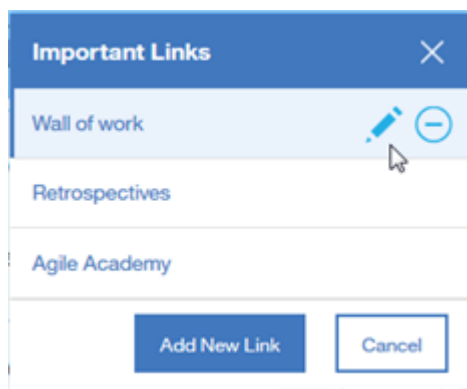 Important Links
Wall of work
Retrospectives
Agile Academy
Add New Link
Cancel